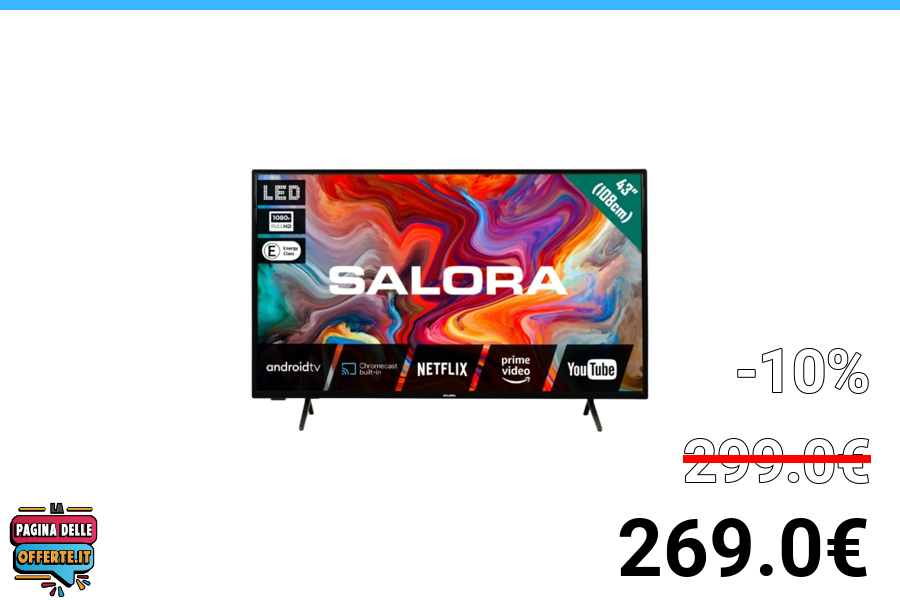 LED
1080p
FULL HD
E Energy
Class
43"
(108cm)
SALORA
androidtv
Chromecast
built-in
NETFLIX
prime
video
YouTube
SALORA
-10%
299.0€
269.0€
LA
PAGINA DELLE
OFFERTE.IT